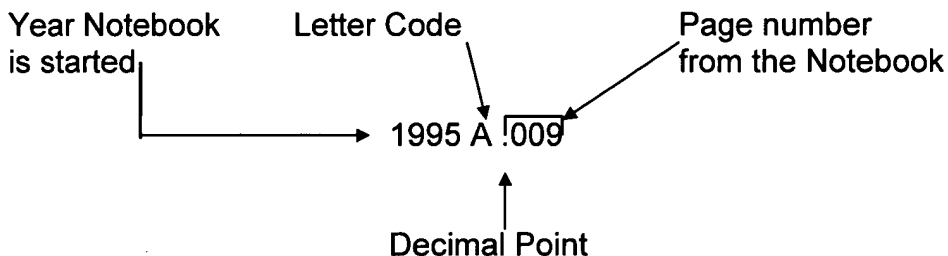 Year Notebook
is started
Letter Code
Page number
from the Notebook
1995 A .009
Decimal Point